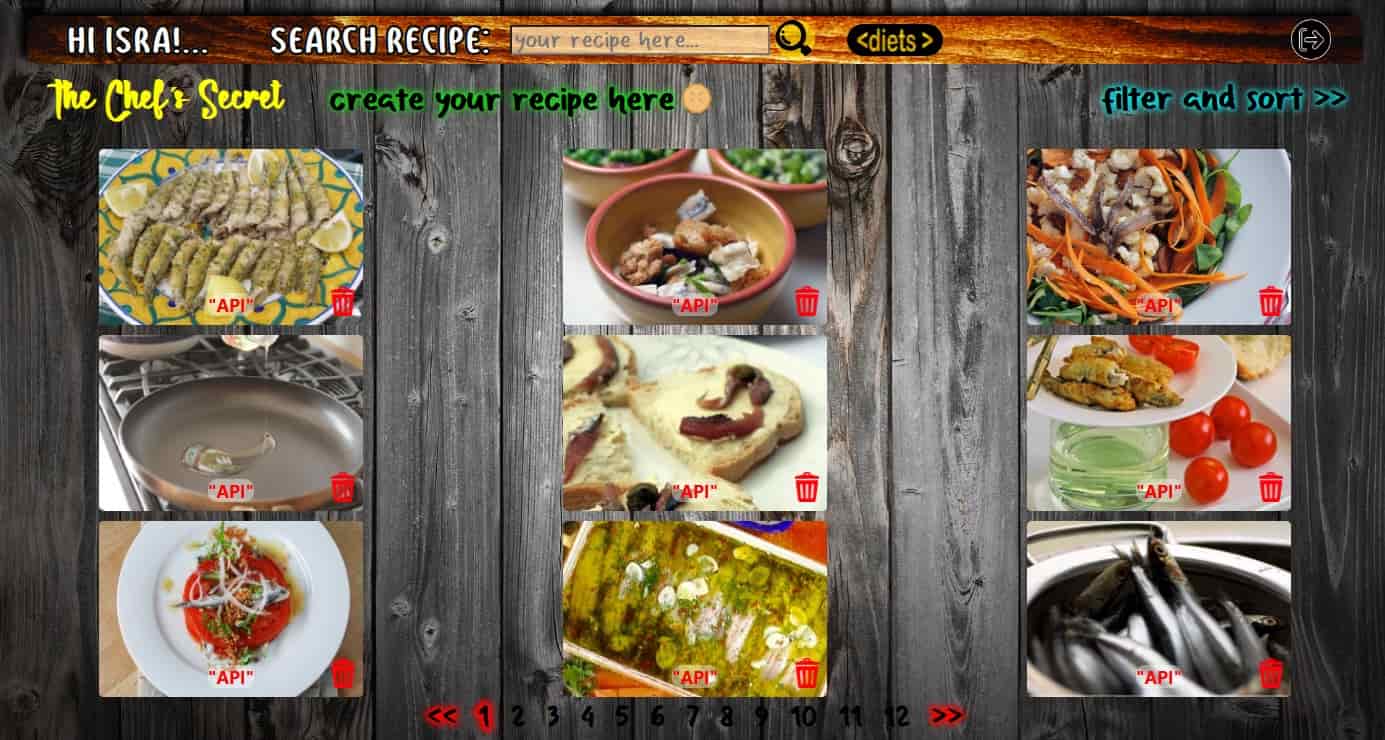 HI ISRA!...
SEARCH RECIPE:
your recipe here...
<diets >
The Chef's Secret
create your recipe here
filter and sort >>
"API"
"API"
"API"
"API"
"API"
"API"
"API"
"API"
"API"
<< 1 2 3 4 5 6 7 8 9 10 11 12 >>